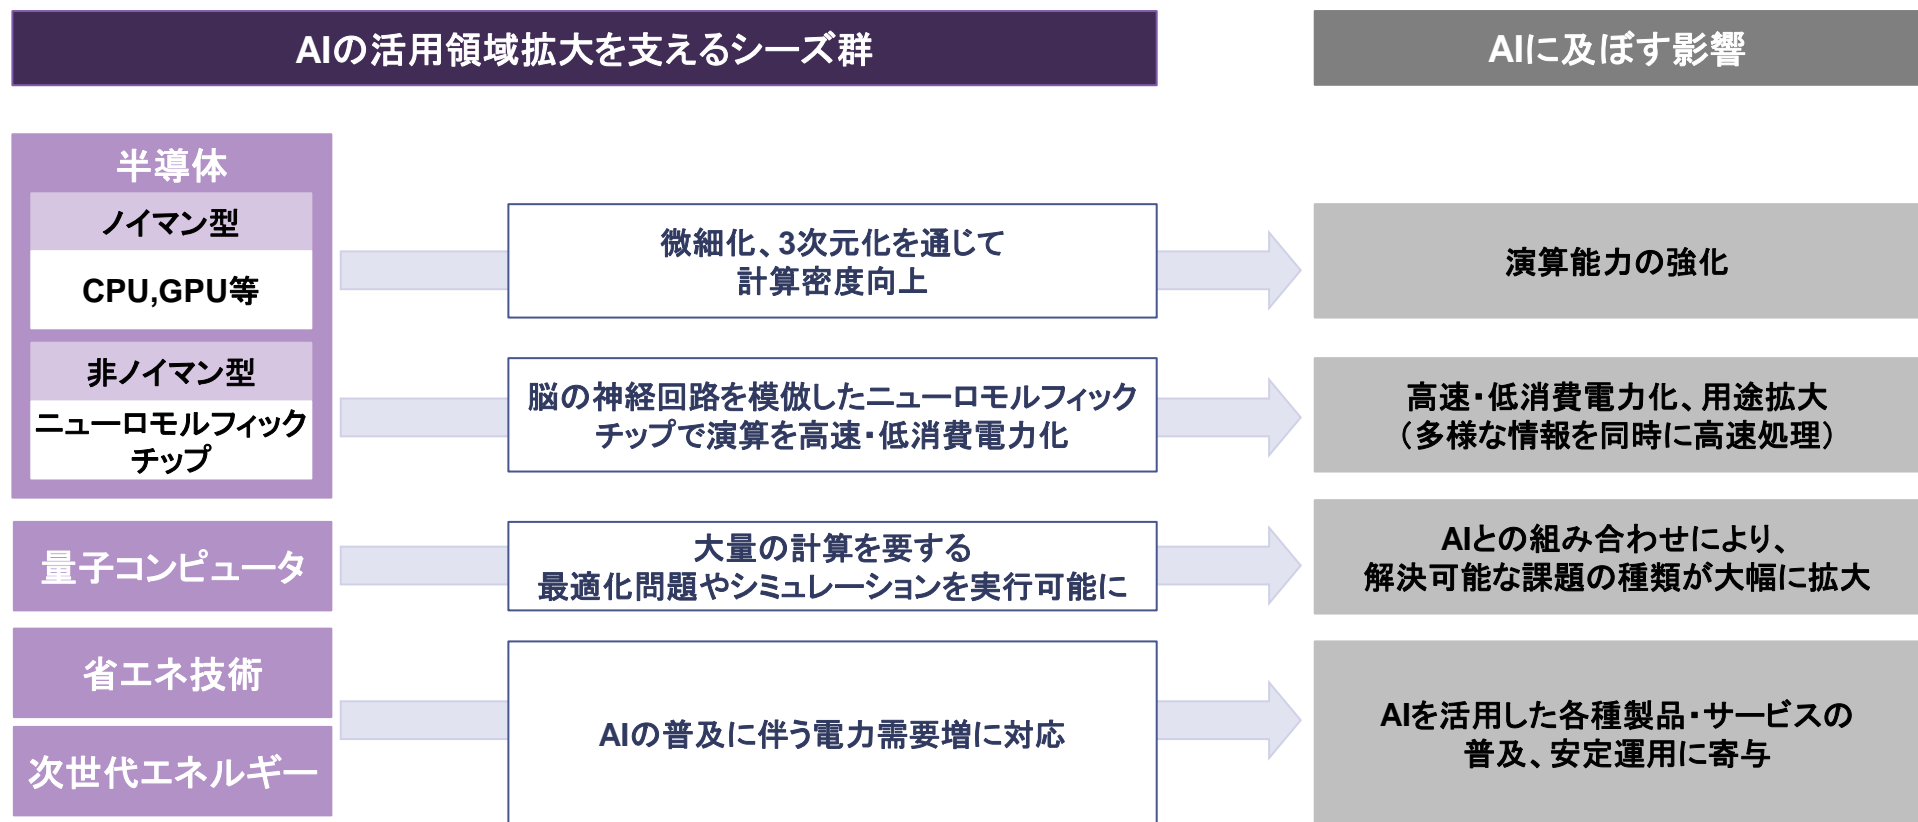 AIの活用領域拡大を支えるシーズ群
AIに及ぼす影響
半導体
ノイマン型
CPU,GPU等
微細化、3次元化を通じて
計算密度向上
演算能力の強化
非ノイマン型
ニューロモルフィック
チップ
脳の神経回路を模倣したニューロモルフィック
チップで演算を高速・低消費電力化
高速・低消費電力化、用途拡大
（多様な情報を同時に高速処理）
量子コンピュータ
大量の計算を要する
最適化問題やシミュレーションを実行可能に
AIとの組み合わせにより、
解決可能な課題の種類が大幅に拡大
省エネ技術
次世代エネルギー
AIの普及に伴う電力需要増に対応
AIを活用した各種製品・サービスの
普及、安定運用に寄与